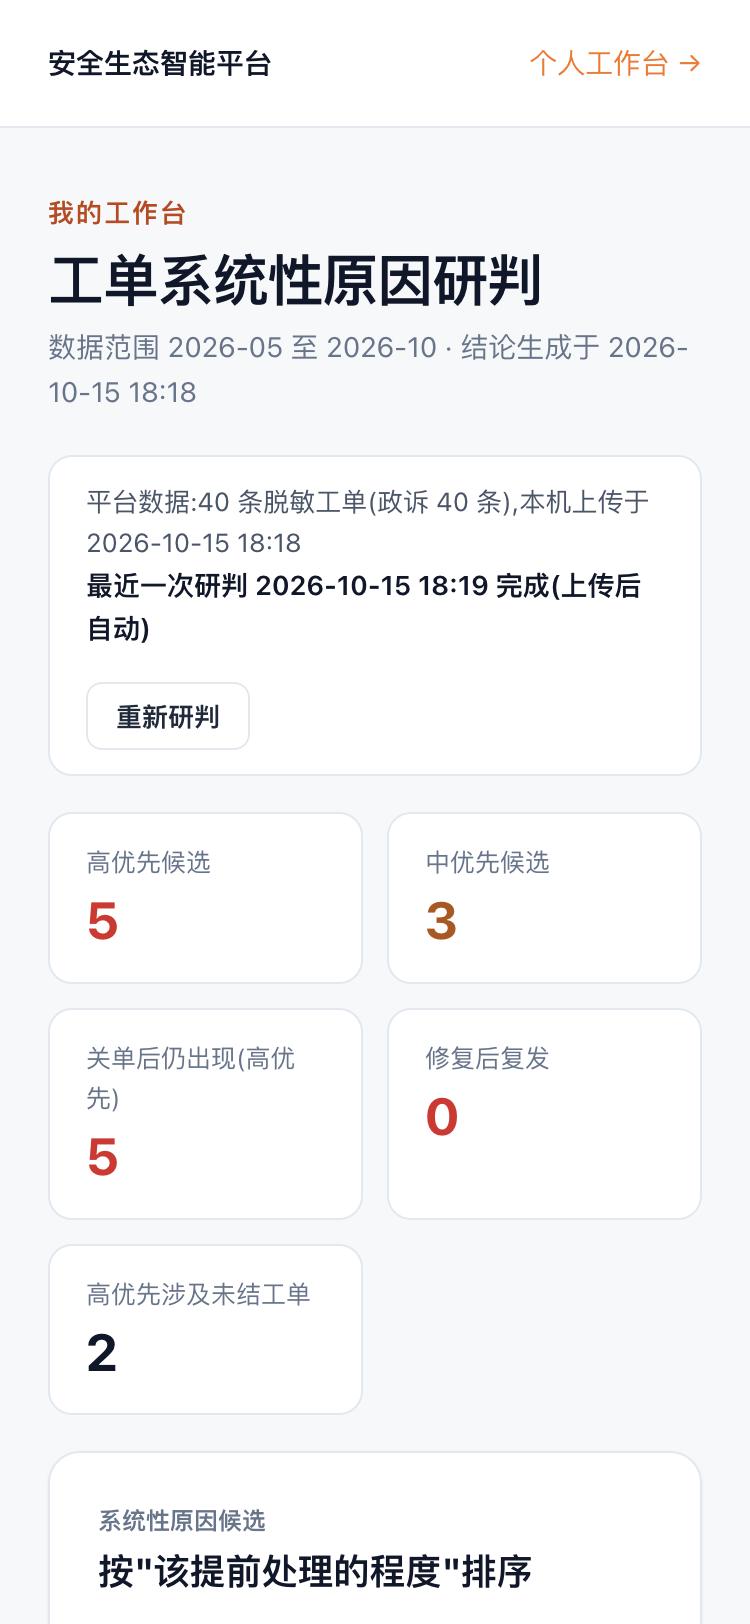 安全生态智能平台
个人工作台 →
我的工作台
工单系统性原因研判
数据范围 2026-05 至 2026-10 · 结论生成于 2026-
10-15 18:18
平台数据:40 条脱敏工单(政诉 40 条),本机上传于
2026-10-15 18:18
最近一次研判 2026-10-15 18:19 完成(上传后
自动)
重新研判
高优先候选
5
中优先候选
3
关单后仍出现(高优
先)
5
修复后复发
0
高优先涉及未结工单
2
系统性原因候选
按"该提前处理的程度"排序